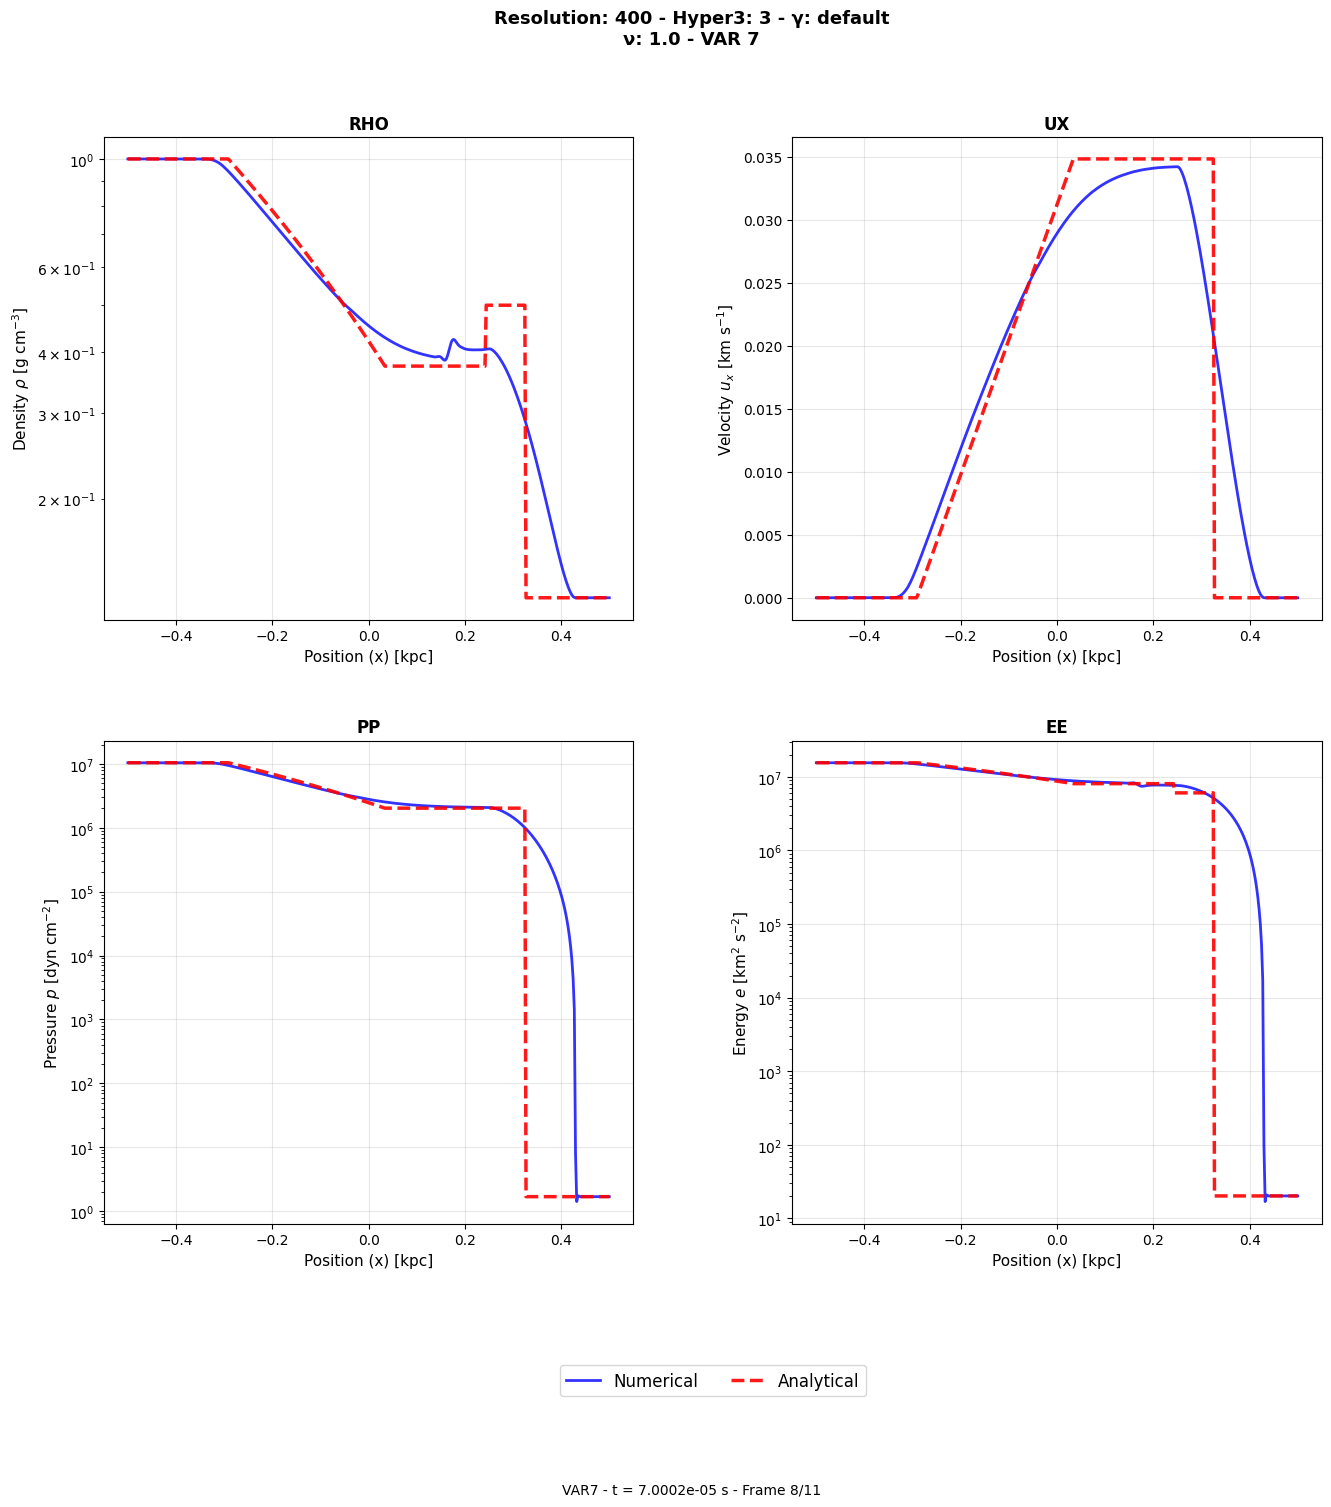 Resolution: 400 - Hyper3: 3 - γ: default
ν: 1.0 - VAR 7
RHO
10⁰
6 × 10⁻¹
4 × 10⁻¹
3 × 10⁻¹
2 × 10⁻¹
Density ρ [g cm⁻³]
−0.4 −0.2 0.0 0.2 0.4
Position (x) [kpc]
UX
0.035
0.030
0.025
0.020
0.015
0.010
0.005
0.000
Velocity uₓ [km s⁻¹]
−0.4 −0.2 0.0 0.2 0.4
Position (x) [kpc]
PP
10⁷
10⁶
10⁵
10⁴
10³
10²
10¹
10⁰
Pressure p [dyn cm⁻²]
−0.4 −0.2 0.0 0.2 0.4
Position (x) [kpc]
EE
10⁷
10⁶
10⁵
10⁴
10³
10²
10¹
Energy e [km² s⁻²]
−0.4 −0.2 0.0 0.2 0.4
Position (x) [kpc]
Numerical Analytical
VAR7 - t = 7.0002e-05 s - Frame 8/11